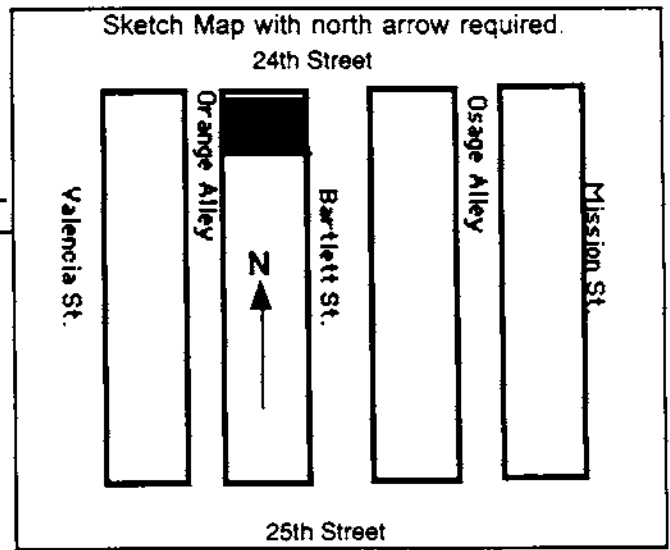 Sketch Map with north arrow required.
24th Street
Valencia St.
Orange Alley
Bartlett St.
Osage Alley
Mission St.
N
25th Street